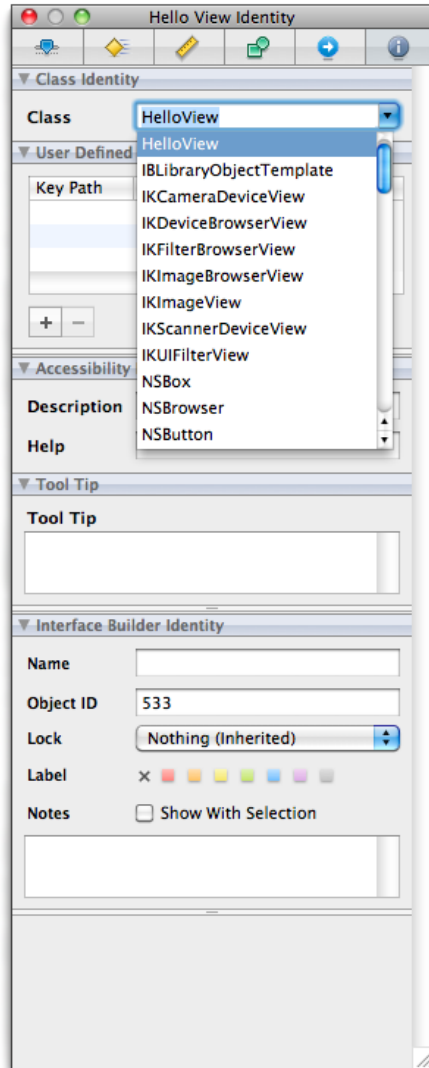 Hello View Identity
Class Identity
Class HelloView
HelloView
IBLibraryObjectTemplate
IKCameraDeviceView
IKDeviceBrowserView
IKFilterBrowserView
IKImageBrowserView
IKImageView
IKScannerDeviceView
IKUIFilterView
NSBox
NSBrowser
NSButton
User Defined
Key Path
Accessibility
Description
Help
Tool Tip
Tool Tip
Interface Builder Identity
Name
Object ID 533
Lock Nothing (Inherited)
Label
Notes Show With Selection